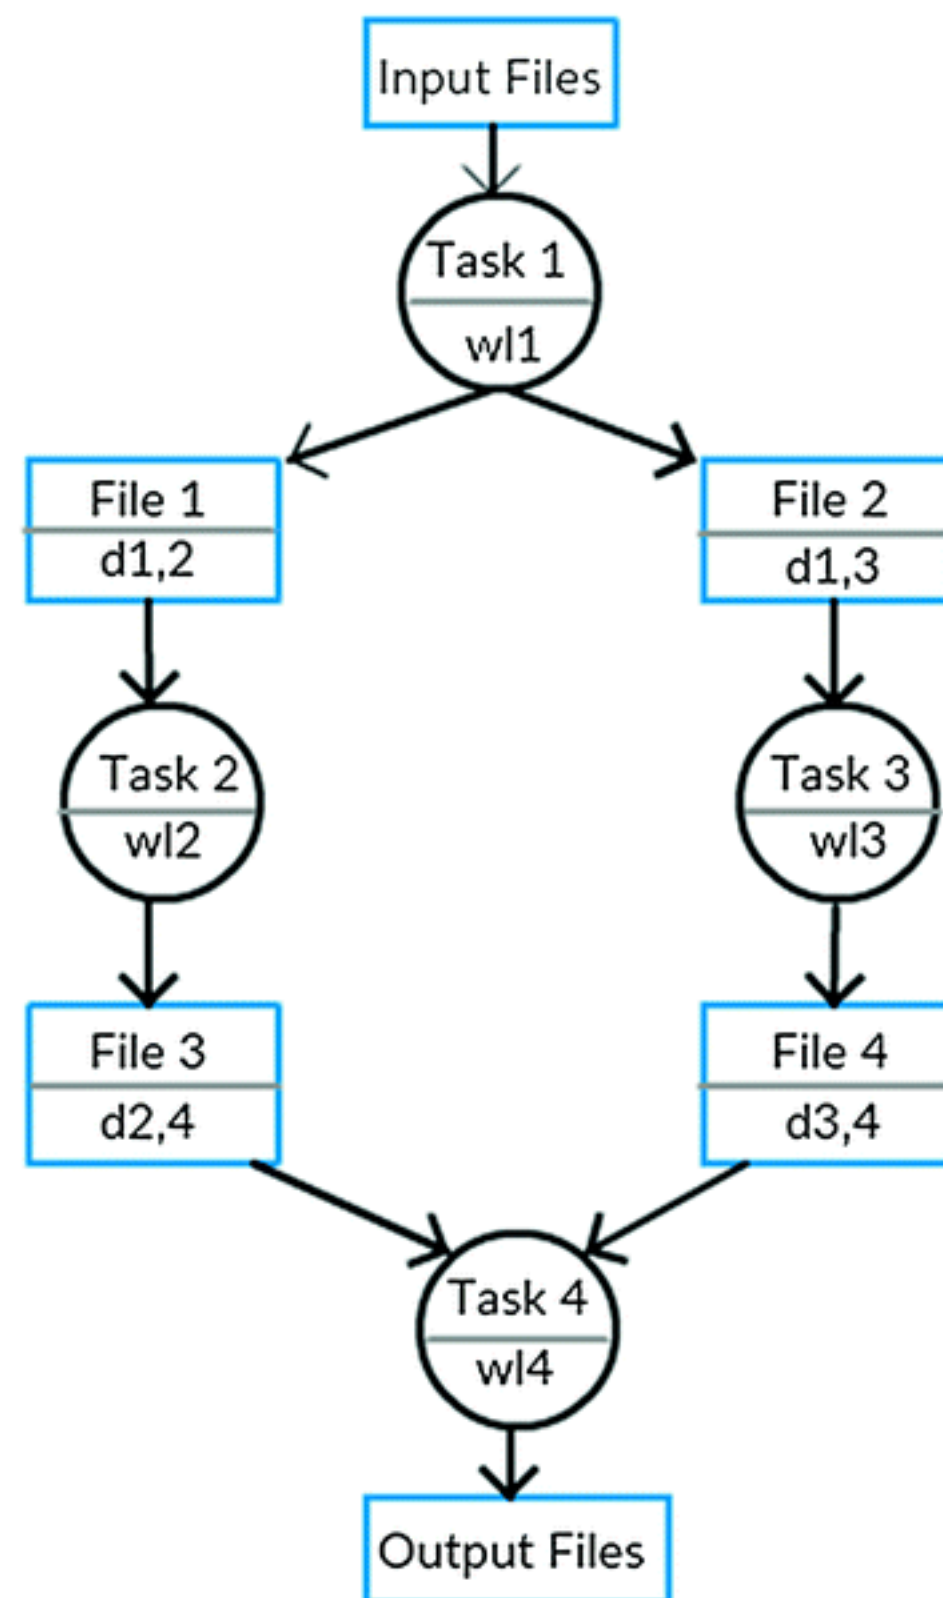 Input Files
Task 1
wl1
File 1
d1,2
File 2
d1,3
Task 2
wl2
Task 3
wl3
File 3
d2,4
File 4
d3,4
Task 4
wl4
Output Files